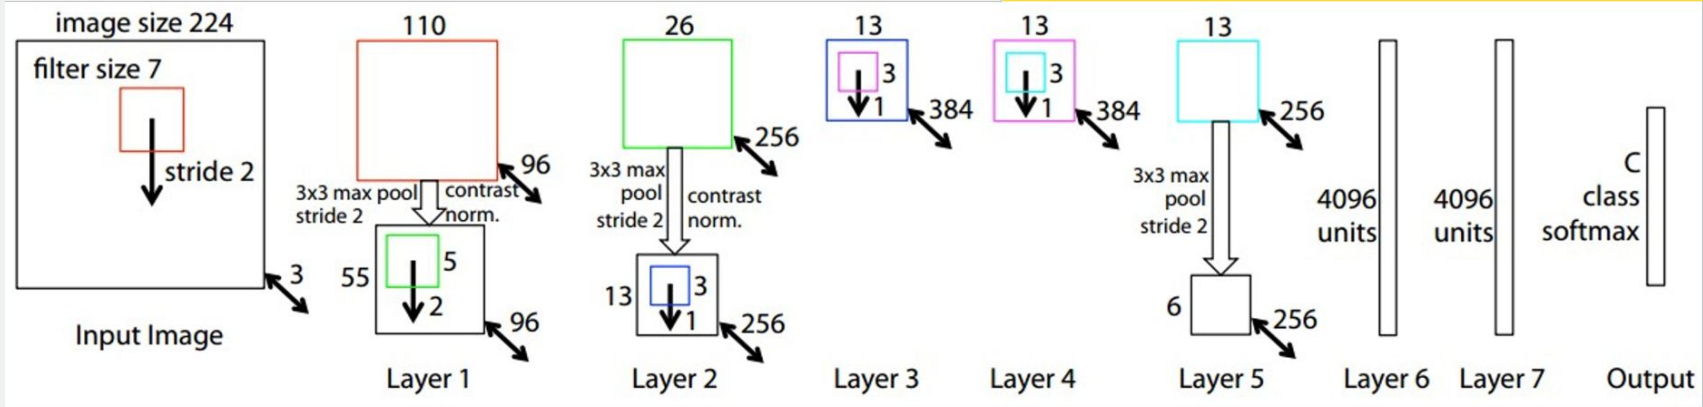 image size 224
filter size 7
stride 2
3
Input Image
110
96
3x3 max pool
stride 2
contrast
norm.
55
5
2
96
Layer 1
26
256
3x3 max
pool
stride 2
contrast
norm.
13
3
1
256
Layer 2
13
3
1
384
Layer 3
13
3
1
384
Layer 4
13
256
3x3 max
pool
stride 2
6
256
Layer 5
4096
units
Layer 6
4096
units
Layer 7
C
class
softmax
Output